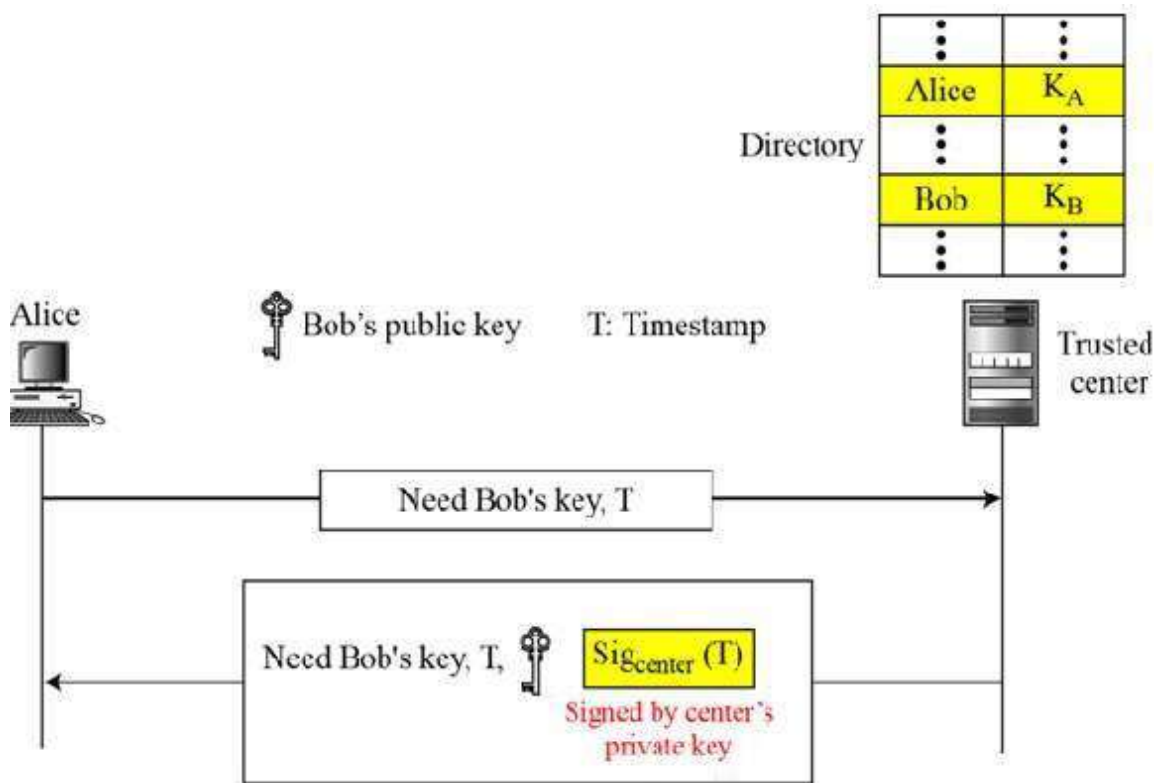 Alice
K_A
Directory
Bob
K_B
Alice
Bob's public key
T: Timestamp
Trusted
center
Need Bob's key, T
Need Bob's key, T,
Sig_center (T)
Signed by center's
private key